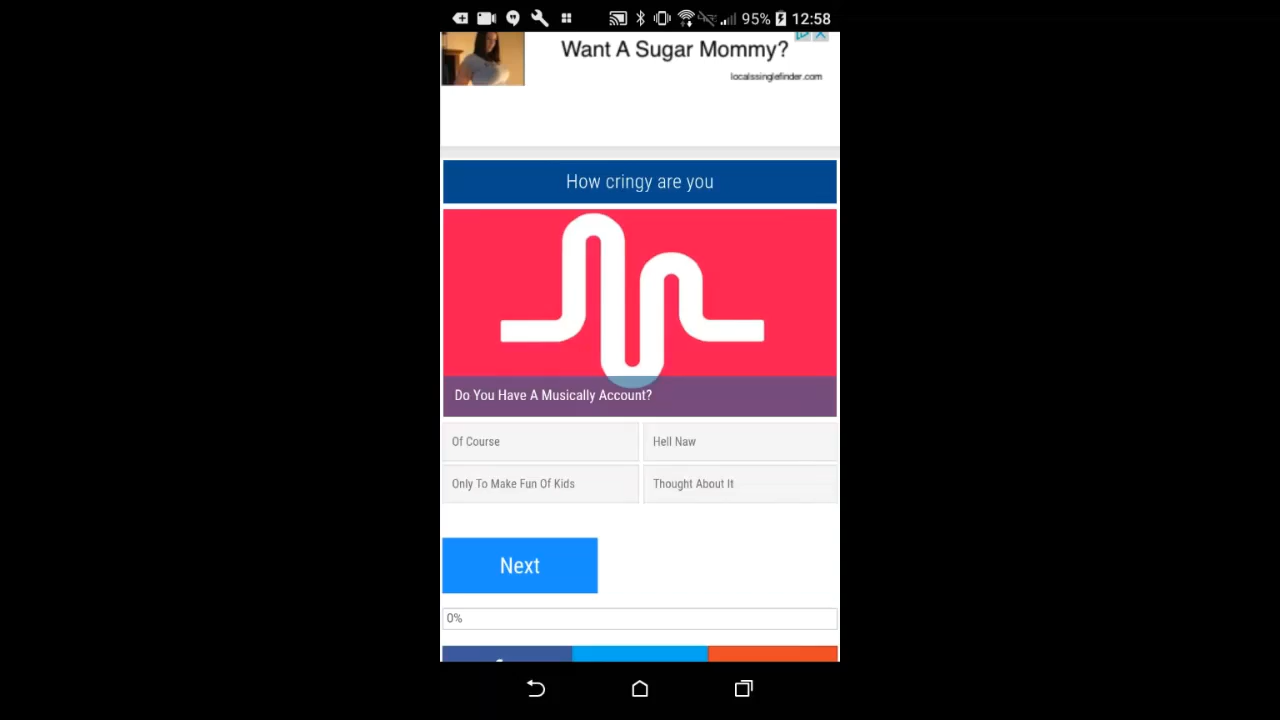 95% 12:58
Want A Sugar Mommy?
localssinglefinder.com
How cringy are you
Do You Have A Musically Account?
Of Course
Hell Naw
Only To Make Fun Of Kids
Thought About It
Next
0%